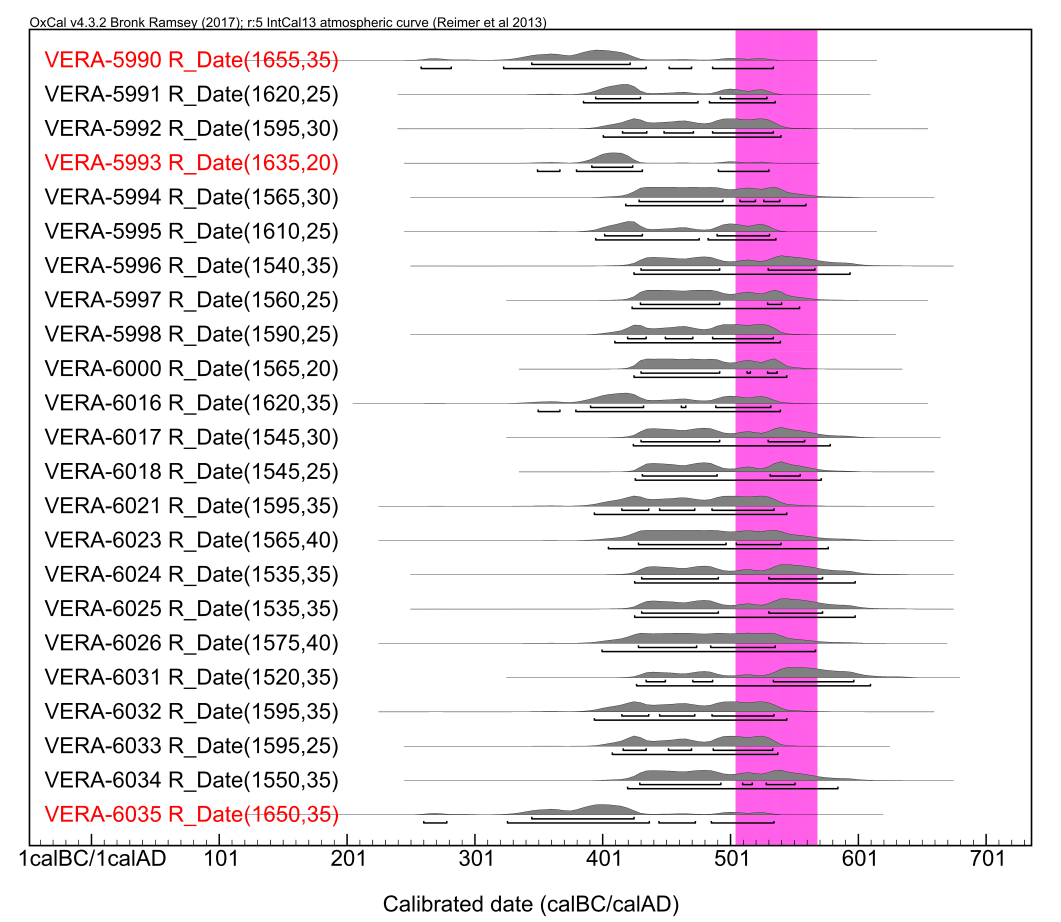 OxCal v4.3.2 Bronk Ramsey (2017); r:5 IntCal13 atmospheric curve (Reimer et al 2013)
VERA-5990 R_Date(1655,35)
VERA-5991 R_Date(1620,25)
VERA-5992 R_Date(1595,30)
VERA-5993 R_Date(1635,20)
VERA-5994 R_Date(1565,30)
VERA-5995 R_Date(1610,25)
VERA-5996 R_Date(1540,35)
VERA-5997 R_Date(1560,25)
VERA-5998 R_Date(1590,25)
VERA-6000 R_Date(1565,20)
VERA-6016 R_Date(1620,35)
VERA-6017 R_Date(1545,30)
VERA-6018 R_Date(1545,25)
VERA-6021 R_Date(1595,35)
VERA-6023 R_Date(1565,40)
VERA-6024 R_Date(1535,35)
VERA-6025 R_Date(1535,35)
VERA-6026 R_Date(1575,40)
VERA-6031 R_Date(1520,35)
VERA-6032 R_Date(1595,35)
VERA-6033 R_Date(1595,25)
VERA-6034 R_Date(1550,35)
VERA-6035 R_Date(1650,35)
1calBC/1calAD 101 201 301 401 501 601 701
Calibrated date (calBC/calAD)